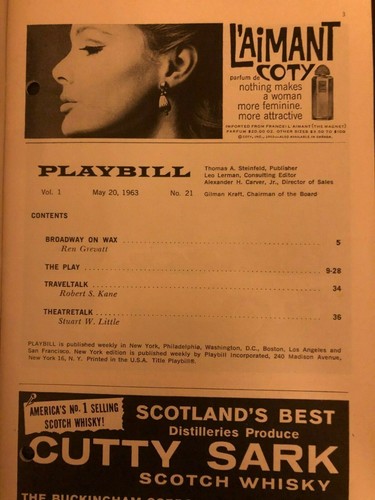 3
L'AIMANT
parfum de COTY
nothing makes
a woman
more feminine,
more attractive
PLAYBILL
Thomas A. Steinfeld, Publisher
Leo Lerman, Consulting Editor
Alexander H. Carver, Jr., Director of Sales
Vol. 1 May 20, 1963 No. 21 Gilman Kraft, Chairman of the Board
CONTENTS
BROADWAY ON WAX 5
Ren Grevatt
THE PLAY 9-28
TRAVELTALK 34
Robert S. Kane
THEATRETALK 36
Stuart W. Little
PLAYBILL is published weekly in New York, Philadelphia, Washington, D.C., Boston, Los Angeles and
San Francisco. New York edition is published weekly by Playbill Incorporated, 240 Madison Avenue,
New York 16, N. Y. Printed in the U.S.A. Title Playbill®.
AMERICA'S NO. 1 SELLING
SCOTCH WHISKY!
SCOTLAND'S BEST
Distilleries Produce
CUTTY SARK
SCOTCH WHISKY
THE BUCKINGHAM